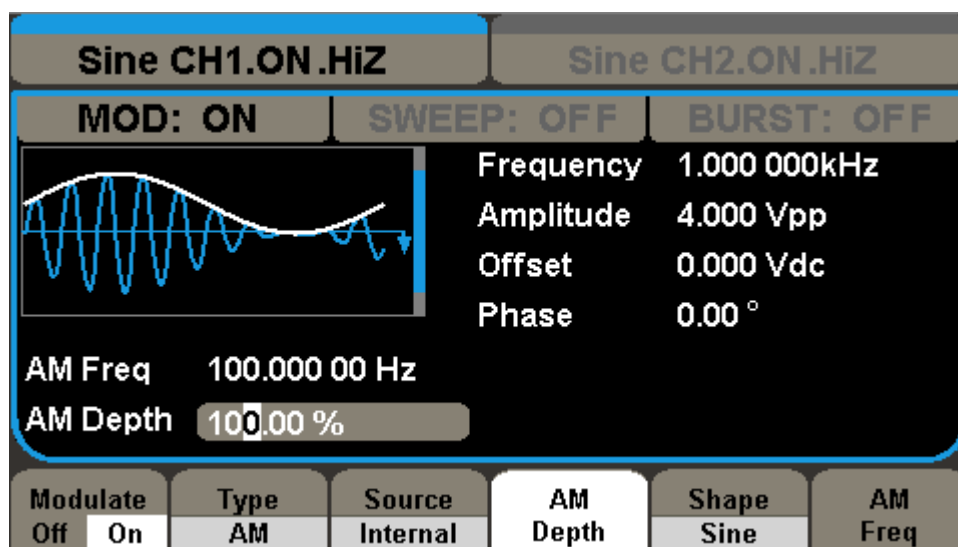 Sine CH1.ON.HiZ Sine CH2.ON.HiZ
MOD: ON SWEEP: OFF BURST: OFF
Frequency 1.000 000kHz
Amplitude 4.000 Vpp
Offset 0.000 Vdc
Phase 0.00 °
AM Freq 100.000 00 Hz
AM Depth 100.00 %
Modulate Type Source AM Shape AM
Off On AM Internal Depth Sine Freq